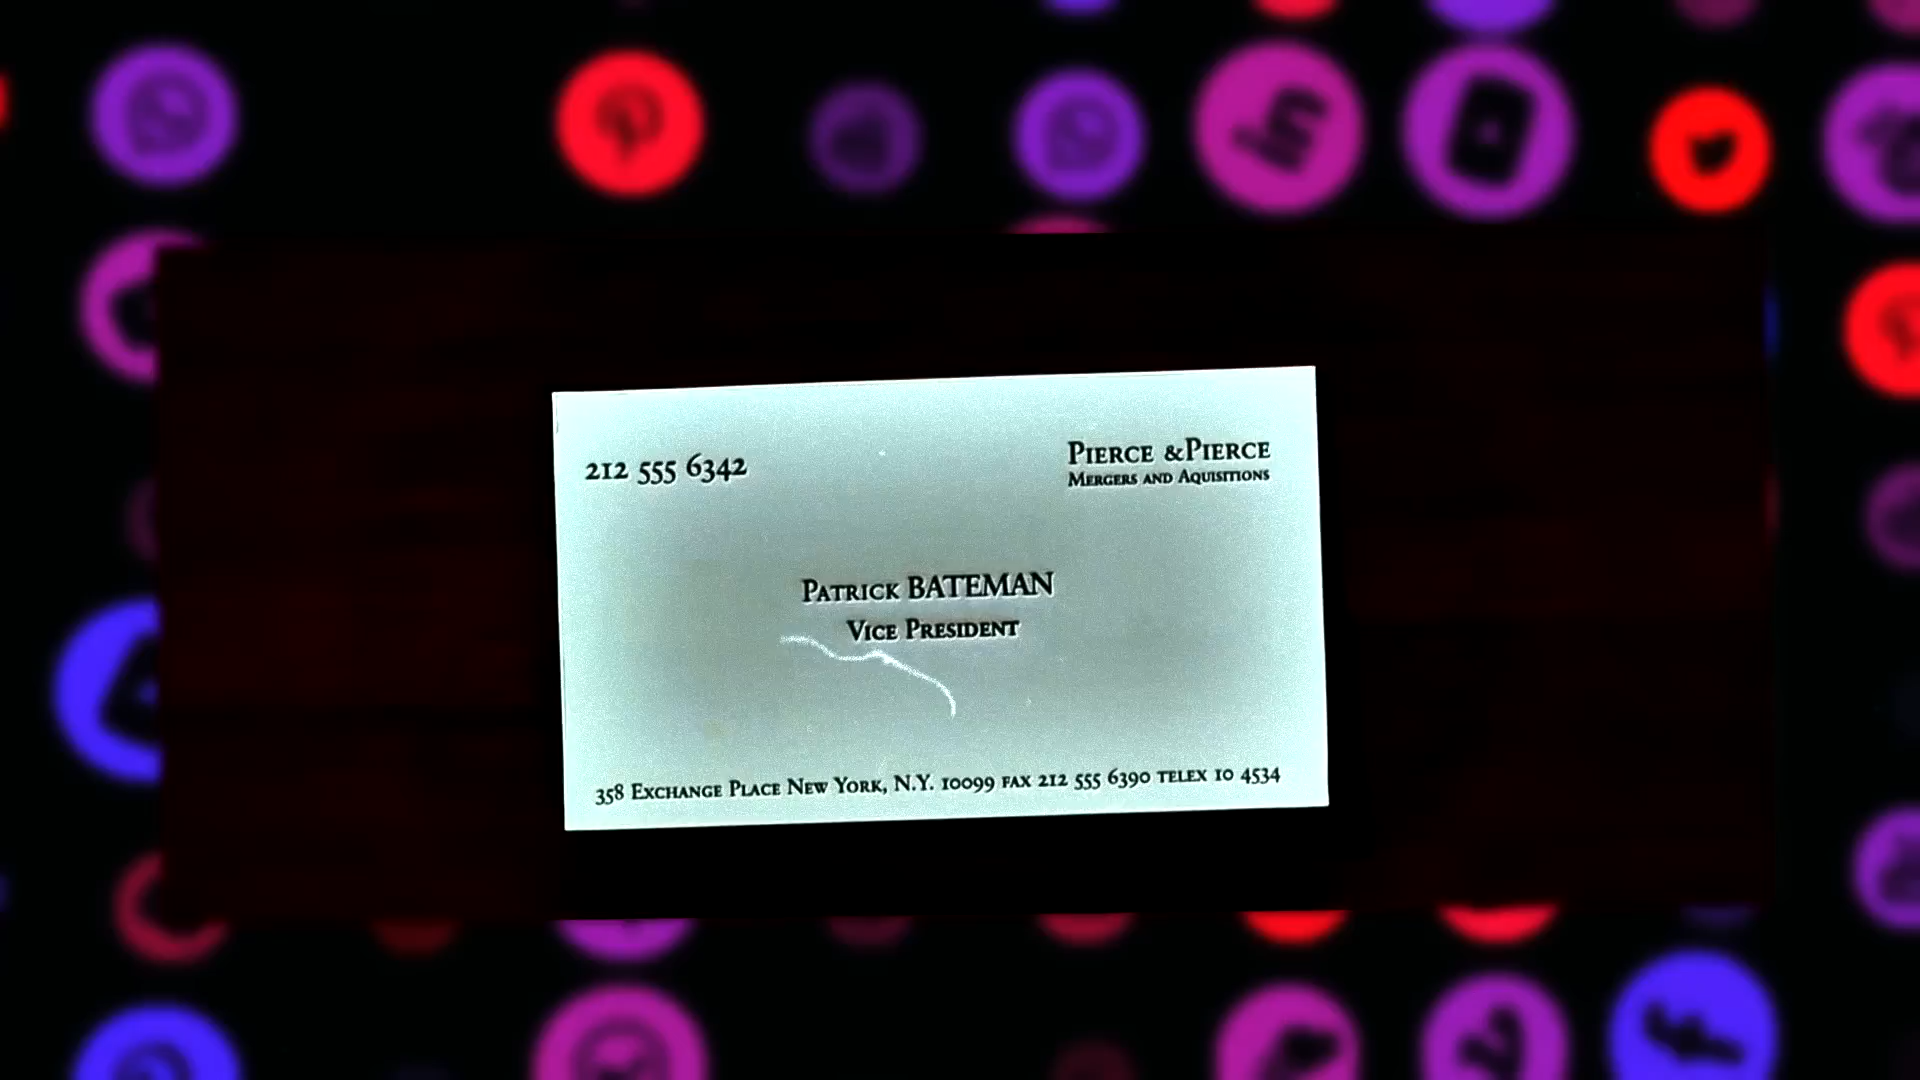 212 555 6342
Pierce & Pierce
Mergers and Aquisitions
Patrick BATEMAN
Vice President
358 Exchange Place New York, N.Y. 10099 fax 212 555 6390 telex 10 4534